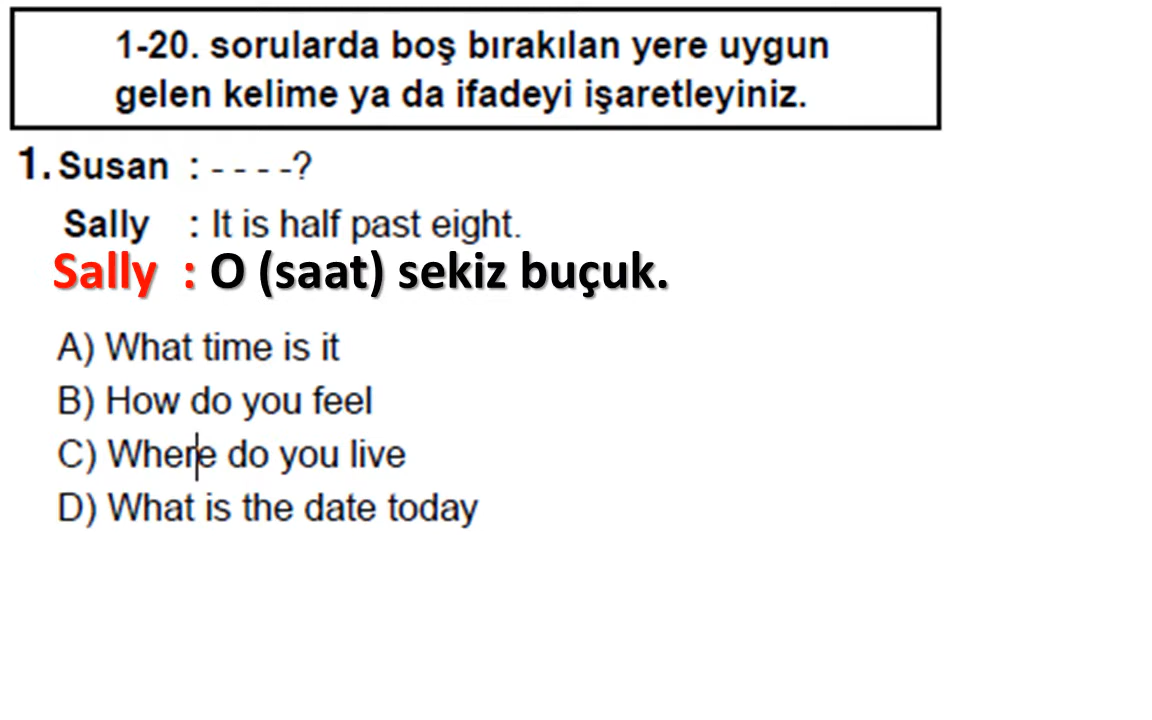 1-20. sorularda boş bırakılan yere uygun
gelen kelime ya da ifadeyi işaretleyiniz.
1. Susan : - - - -?
Sally : It is half past eight.
Sally : O (saat) sekiz buçuk.
A) What time is it
B) How do you feel
C) Where do you live
D) What is the date today